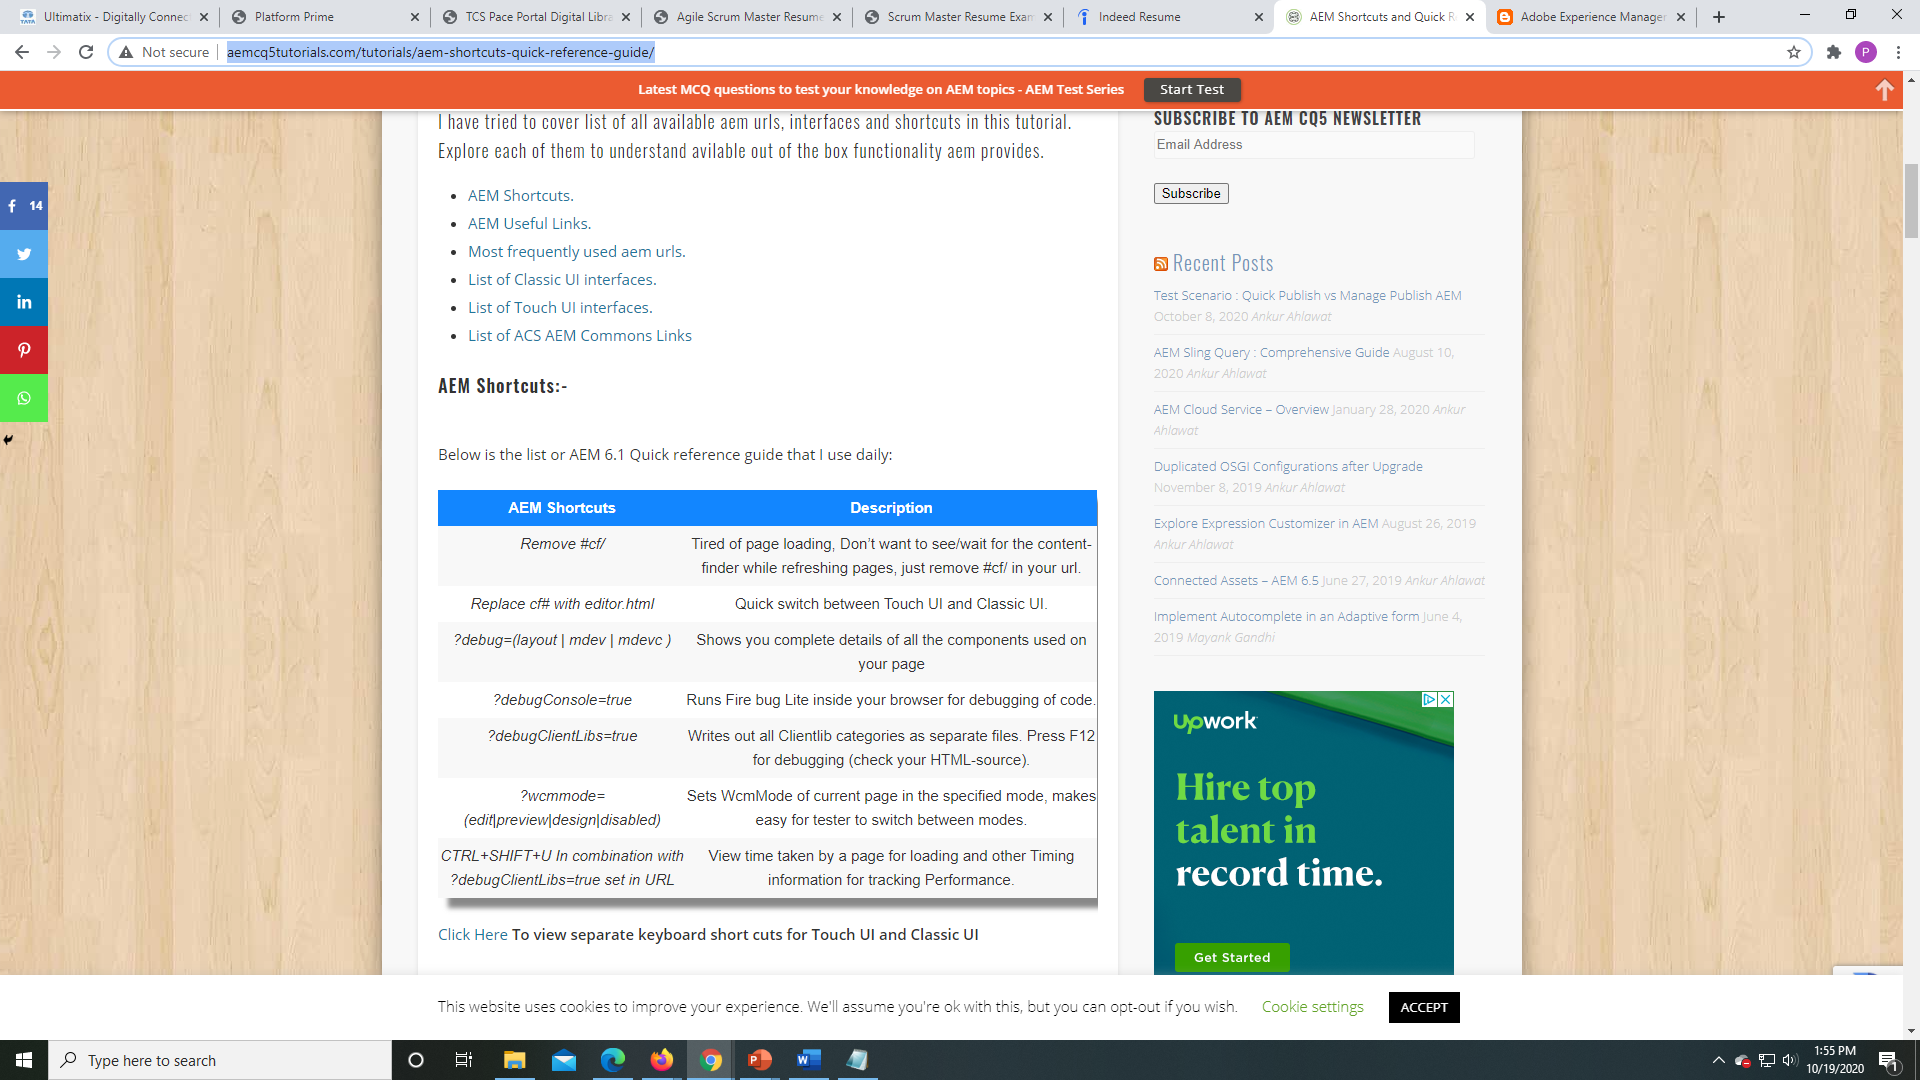 Ultimatix - Digitally Connect
Platform Prime
TCS Pace Portal Digital Libra
Agile Scrum Master Resume
Scrum Master Resume Exam
Indeed Resume
AEM Shortcuts and Quick R
Adobe Experience Manager
Not secure
aemcq5tutorials.com/tutorials/aem-shortcuts-quick-reference-guide/
P
Latest MCQ questions to test your knowledge on AEM topics - AEM Test Series
Start Test
I have tried to cover list of all available aem urls, interfaces and shortcuts in this tutorial.
Explore each of them to understand avilable out of the box functionality aem provides.
14
AEM Shortcuts.
AEM Useful Links.
Most frequently used aem urls.
List of Classic UI interfaces.
List of Touch UI interfaces.
List of ACS AEM Commons Links
AEM Shortcuts:-
Below is the list or AEM 6.1 Quick reference guide that I use daily:
AEM Shortcuts Description
Remove #cf/ Tired of page loading, Don't want to see/wait for the content-
finder while refreshing pages, just remove #cf/ in your url.
Replace cf# with editor.html Quick switch between Touch UI and Classic UI.
?debug=(layout | mdev | mdevc ) Shows you complete details of all the components used on
your page
?debugConsole=true Runs Fire bug Lite inside your browser for debugging of code.
?debugClientLibs=true Writes out all Clientlib categories as separate files. Press F12
for debugging (check your HTML-source).
?wcmmode= Sets WcmMode of current page in the specified mode, makes
(edit|preview|design|disabled) easy for tester to switch between modes.
CTRL+SHIFT+U In combination with View time taken by a page for loading and other Timing
?debugClientLibs=true set in URL information for tracking Performance.
Click Here To view separate keyboard short cuts for Touch UI and Classic UI
SUBSCRIBE TO AEM CQ5 NEWSLETTER
Email Address
Subscribe
Recent Posts
Test Scenario : Quick Publish vs Manage Publish AEM
October 8, 2020 Ankur Ahlawat
AEM Sling Query : Comprehensive Guide August 10,
2020 Ankur Ahlawat
AEM Cloud Service – Overview January 28, 2020 Ankur
Ahlawat
Duplicated OSGI Configurations after Upgrade
November 8, 2019 Ankur Ahlawat
Explore Expression Customizer in AEM August 26, 2019
Ankur Ahlawat
Connected Assets – AEM 6.5 June 27, 2019 Ankur Ahlawat
Implement Autocomplete in an Adaptive form June 4,
2019 Mayank Gandhi
Upwork
Hire top
talent in
record time.
Get Started
This website uses cookies to improve your experience. We'll assume you're ok with this, but you can opt-out if you wish.
Cookie settings
ACCEPT
Type here to search
1:55 PM
10/19/2020
1